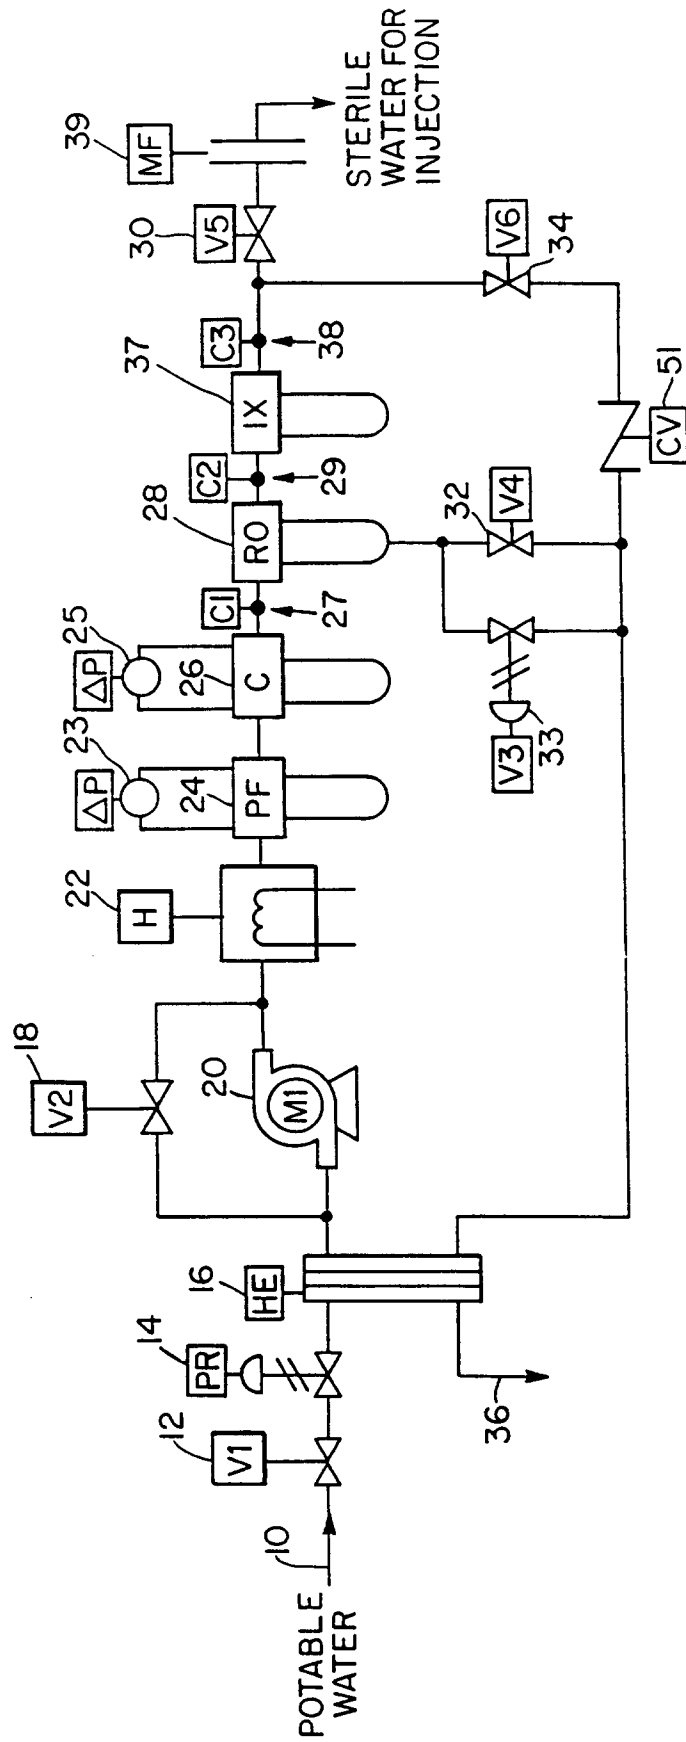 POTABLE
WATER
10
12
V1
14
PR
16
HE
18
V2
20
M1
22
H
23
ΔP
24
PF
25
ΔP
26
C
27
C1
28
RO
29
C2
37
IX
38
C3
30
V5
39
MF
STERILE
WATER FOR
INJECTION
V3
33
32
V4
V6
34
51
CV
36